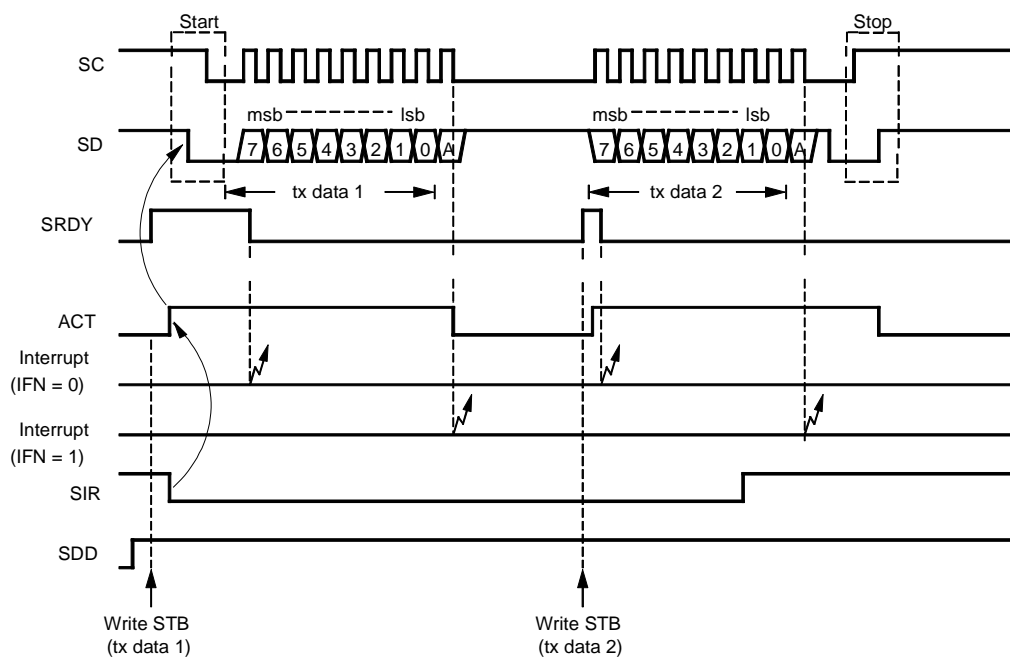 Start
Stop
SC
msb lsb
msb lsb
SD
7 6 5 4 3 2 1 0 A
7 6 5 4 3 2 1 0 A
tx data 1
tx data 2
SRDY
ACT
Interrupt
(IFN = 0)
Interrupt
(IFN = 1)
SIR
SDD
Write STB
(tx data 1)
Write STB
(tx data 2)